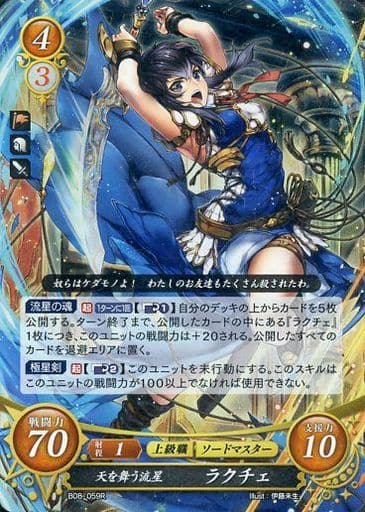 4
3
奴らはケダモノよ! わたしのお友達もたくさん殺されたわ。
流星の魂 起 1ターンに1回 【1】自分のデッキの上からカードを5枚
公開する。ターン終了まで、公開したカードの中にある『ラクチェ』
1枚につき、このユニットの戦闘力は+20される。公開したすべての
カードを退避エリアに置く。
極星剣 起 【2】このユニットを未行動にする。このスキルは
このユニットの戦闘力が100以上でなければ使用できない。
戦闘力
70
射程 1
上級職 ソードマスター
支援力
10
天を舞う流星 ラクチェ
B08-059R
Illust:伊藤未生